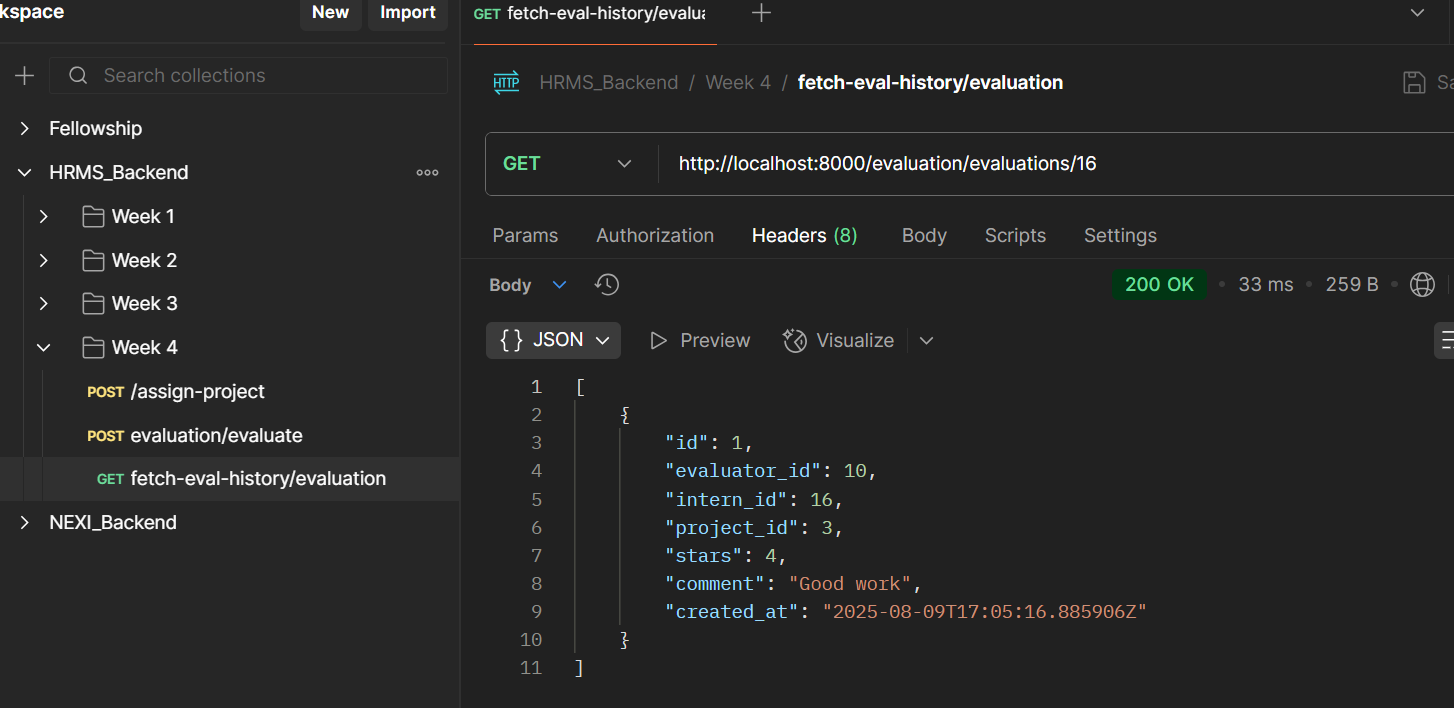 kspace
New
Import
Search collections
Fellowship
HRMS_Backend
Week 1
Week 2
Week 3
Week 4
POST /assign-project
POST evaluation/evaluate
GET fetch-eval-history/evaluation
NEXI_Backend
GET fetch-eval-history/evalua
HTTP HRMS_Backend / Week 4 / fetch-eval-history/evaluation
Sa
GET http://localhost:8000/evaluation/evaluations/16
Params Authorization Headers (8) Body Scripts Settings
Body 200 OK • 33 ms • 259 B •
{} JSON Preview Visualize
1 [
2 {
3 "id": 1,
4 "evaluator_id": 10,
5 "intern_id": 16,
6 "project_id": 3,
7 "stars": 4,
8 "comment": "Good work",
9 "created_at": "2025-08-09T17:05:16.885906Z"
10 }
11 ]